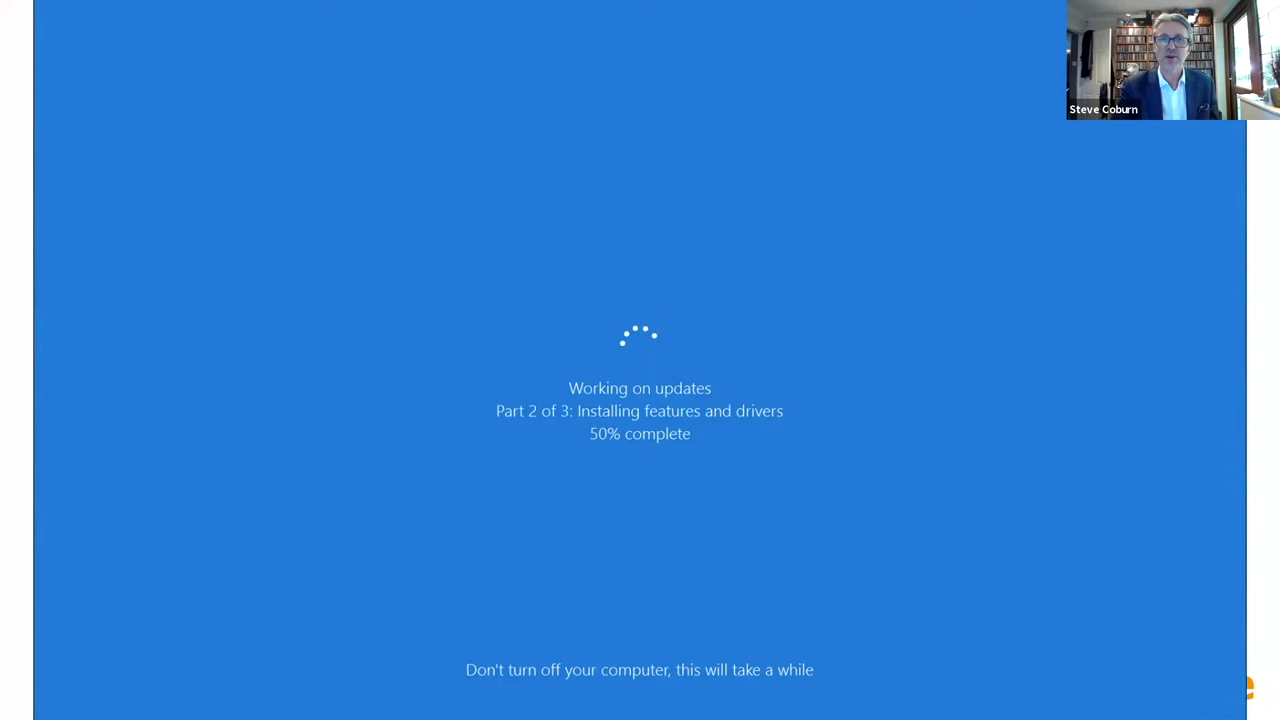 Steve Coburn
Working on updates
Part 2 of 3: Installing features and drivers
50% complete
Don't turn off your computer, this will take a while
e